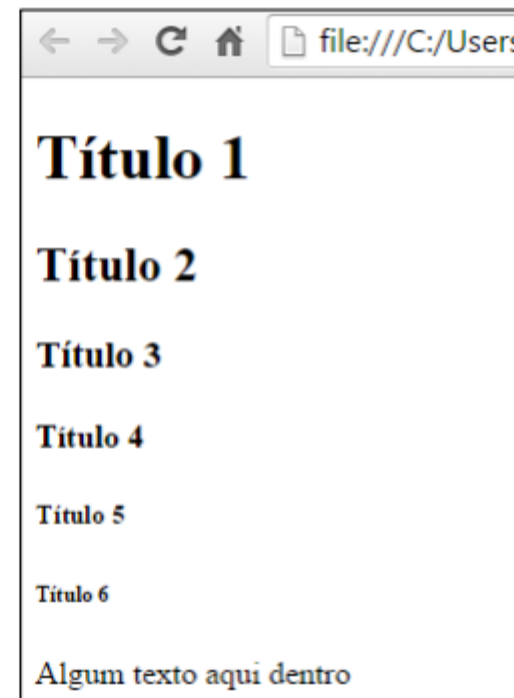 file:///C:/Users
Título 1
Título 2
Título 3
Título 4
Título 5
Título 6
Algum texto aqui dentro